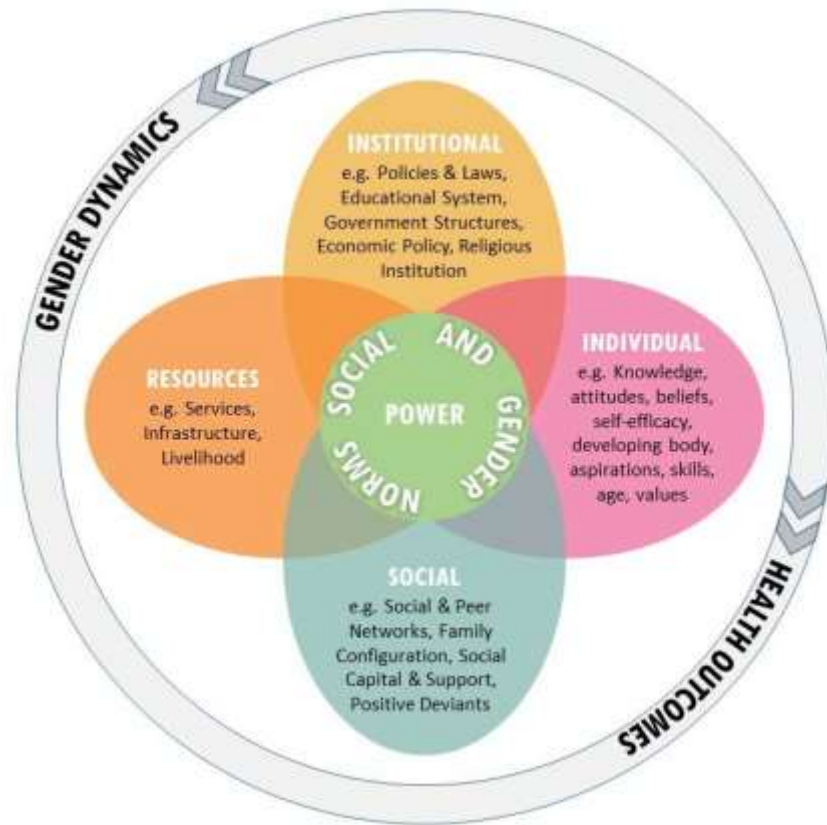 GENDER DYNAMICS
INSTITUTIONAL
e.g. Policies & Laws,
Educational System,
Government Structures,
Economic Policy, Religious
Institution
RESOURCES
e.g. Services,
Infrastructure,
Livelihood
SOCIAL AND GENDER NORMS
POWER
INDIVIDUAL
e.g. Knowledge,
attitudes, beliefs,
self-efficacy,
developing body,
aspirations, skills,
age, values
SOCIAL
e.g. Social & Peer
Networks, Family
Configuration, Social
Capital & Support,
Positive Deviants
HEALTH OUTCOMES